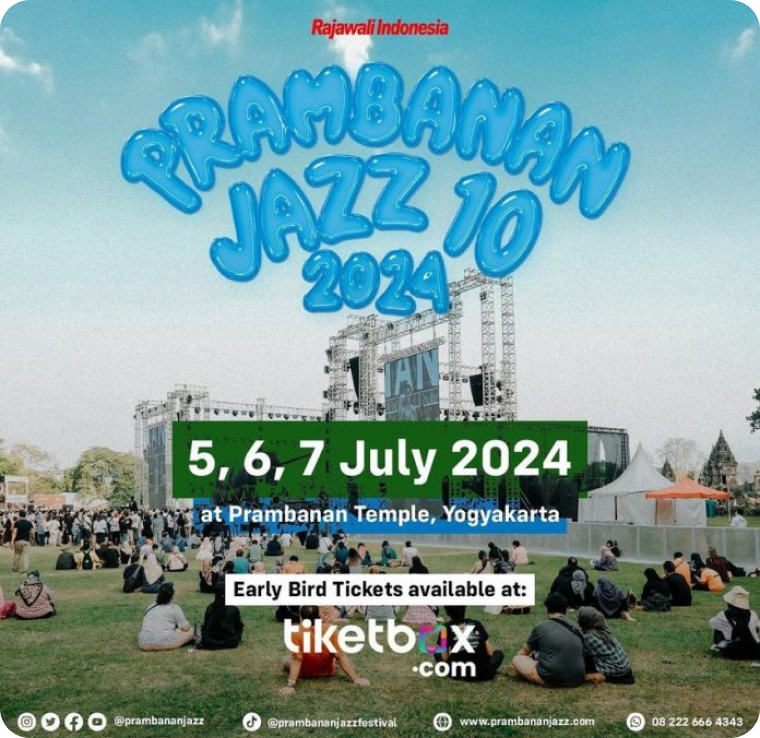 Rajawali Indonesia
PRAMBANAN
JAZZ 10
2024
5, 6, 7 July 2024
at Prambanan Temple, Yogyakarta
Early Bird Tickets available at:
tiketbox
.com
@prambananjazz @prambananjazzfestival www.prambananjazz.com 08 222 666 4343